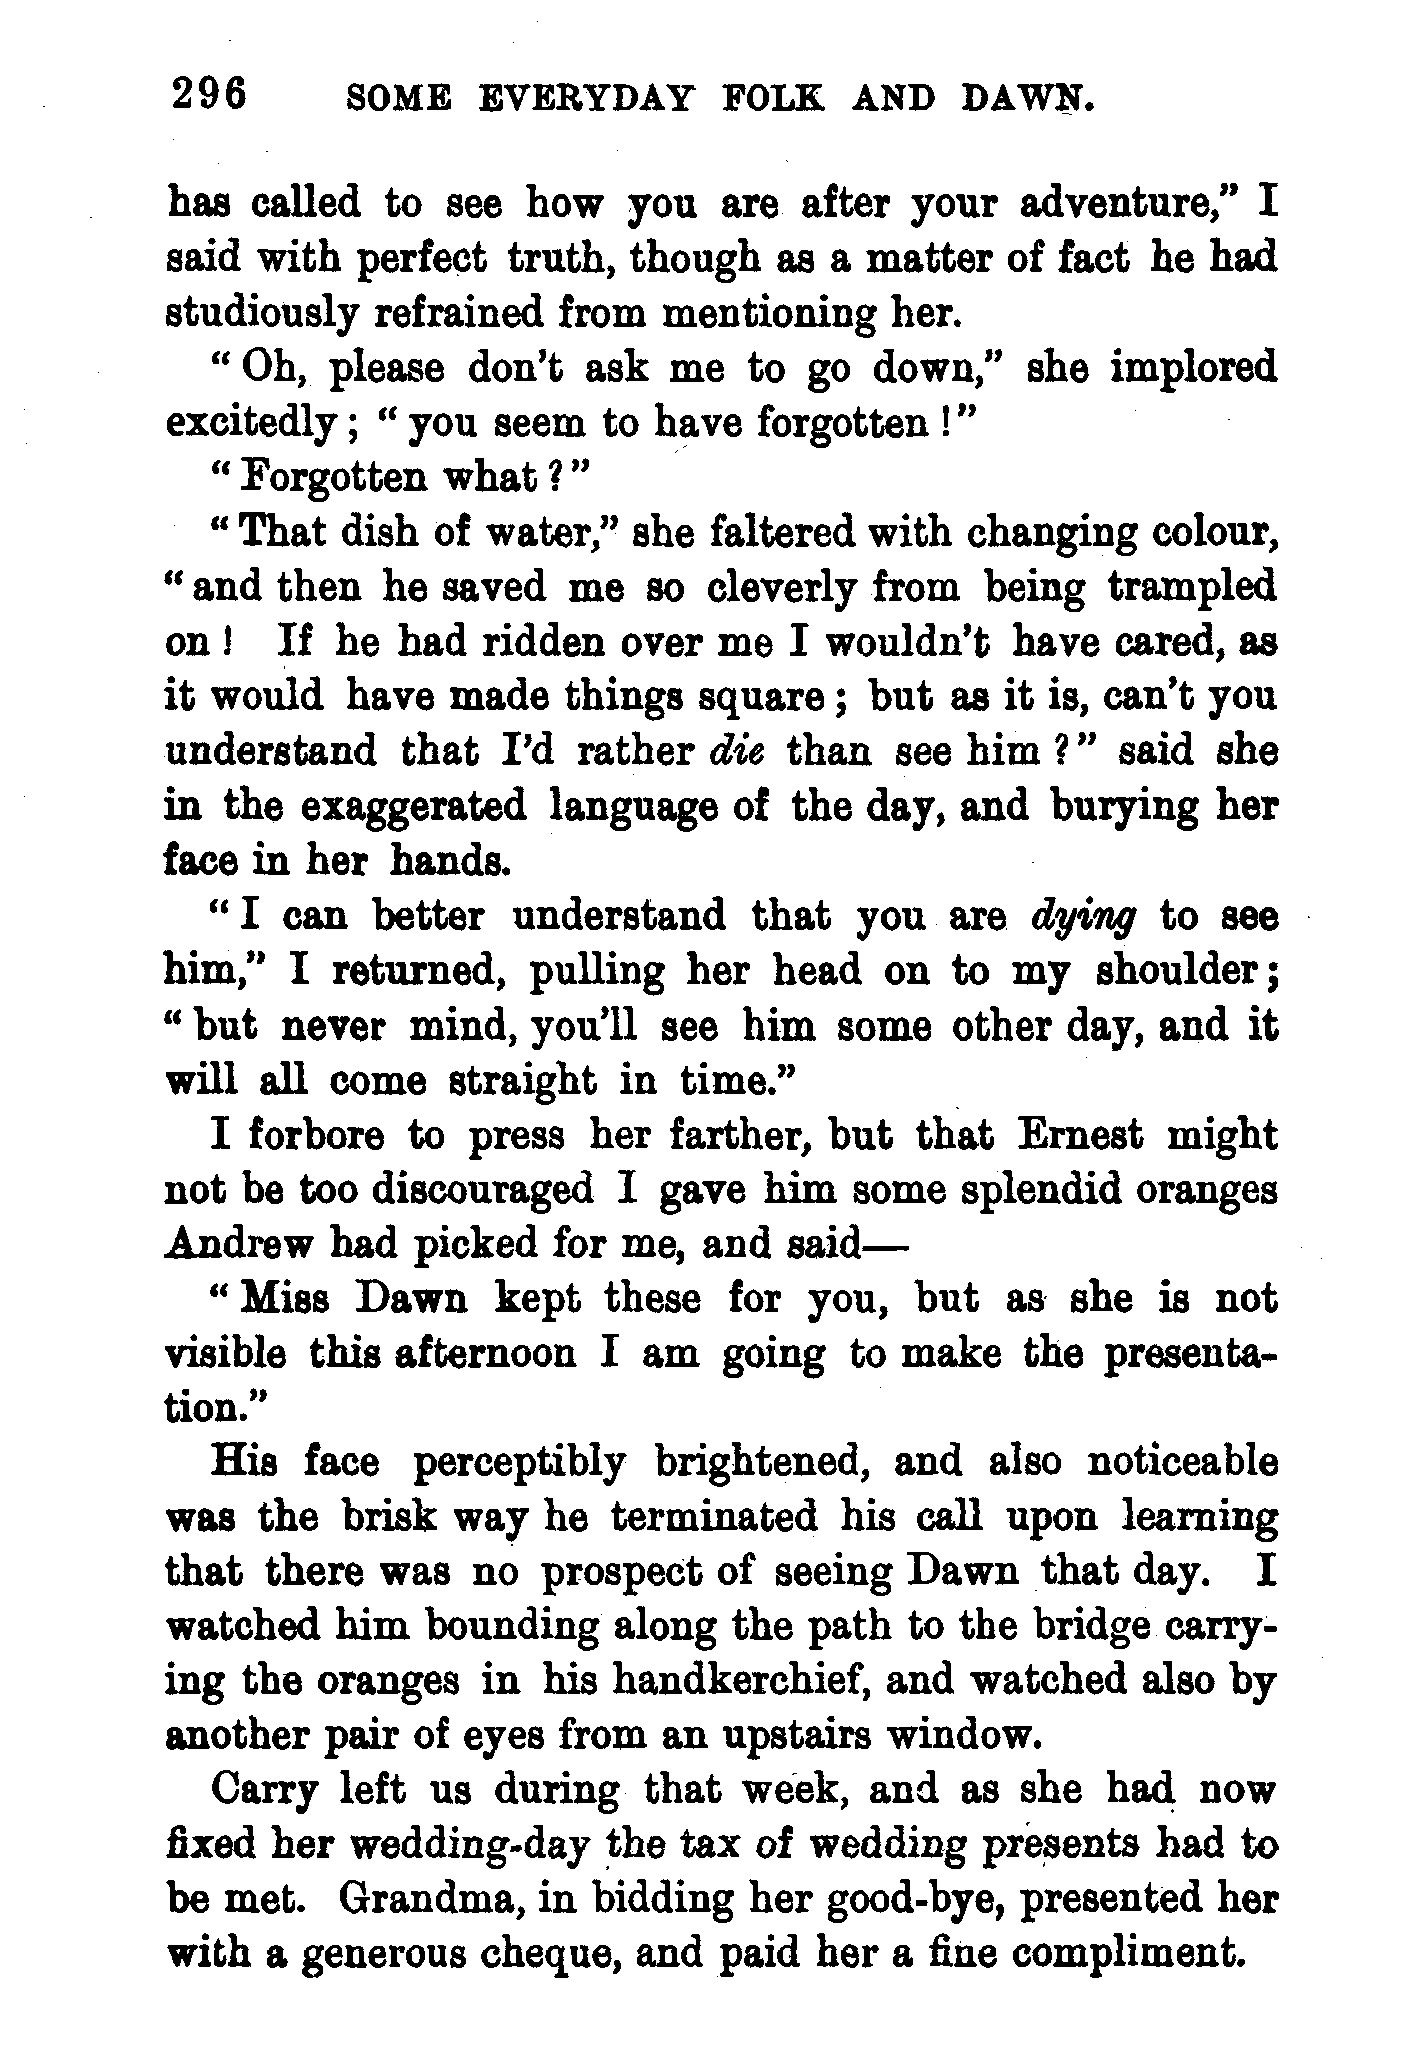 296 SOME EVERYDAY FOLK AND DAWN.
has called to see how you are after your adventure," I
said with perfect truth, though as a matter of fact he had
studiously refrained from mentioning her.
"Oh, please don't ask me to go down," she implored
excitedly; "you seem to have forgotten!"
"Forgotten what?"
"That dish of water," she faltered with changing colour,
"and then he saved me so cleverly from being trampled
on! If he had ridden over me I wouldn't have cared, as
it would have made things square; but as it is, can't you
understand that I'd rather die than see him?" said she
in the exaggerated language of the day, and burying her
face in her hands.
"I can better understand that you are dying to see
him," I returned, pulling her head on to my shoulder;
"but never mind, you'll see him some other day, and it
will all come straight in time."
I forbore to press her farther, but that Ernest might
not be too discouraged I gave him some splendid oranges
Andrew had picked for me, and said—
"Miss Dawn kept these for you, but as she is not
visible this afternoon I am going to make the presenta-
tion."
His face perceptibly brightened, and also noticeable
was the brisk way he terminated his call upon learning
that there was no prospect of seeing Dawn that day. I
watched him bounding along the path to the bridge carry-
ing the oranges in his handkerchief, and watched also by
another pair of eyes from an upstairs window.
Carry left us during that week, and as she had now
fixed her wedding-day the tax of wedding presents had to
be met. Grandma, in bidding her good-bye, presented her
with a generous cheque, and paid her a fine compliment.